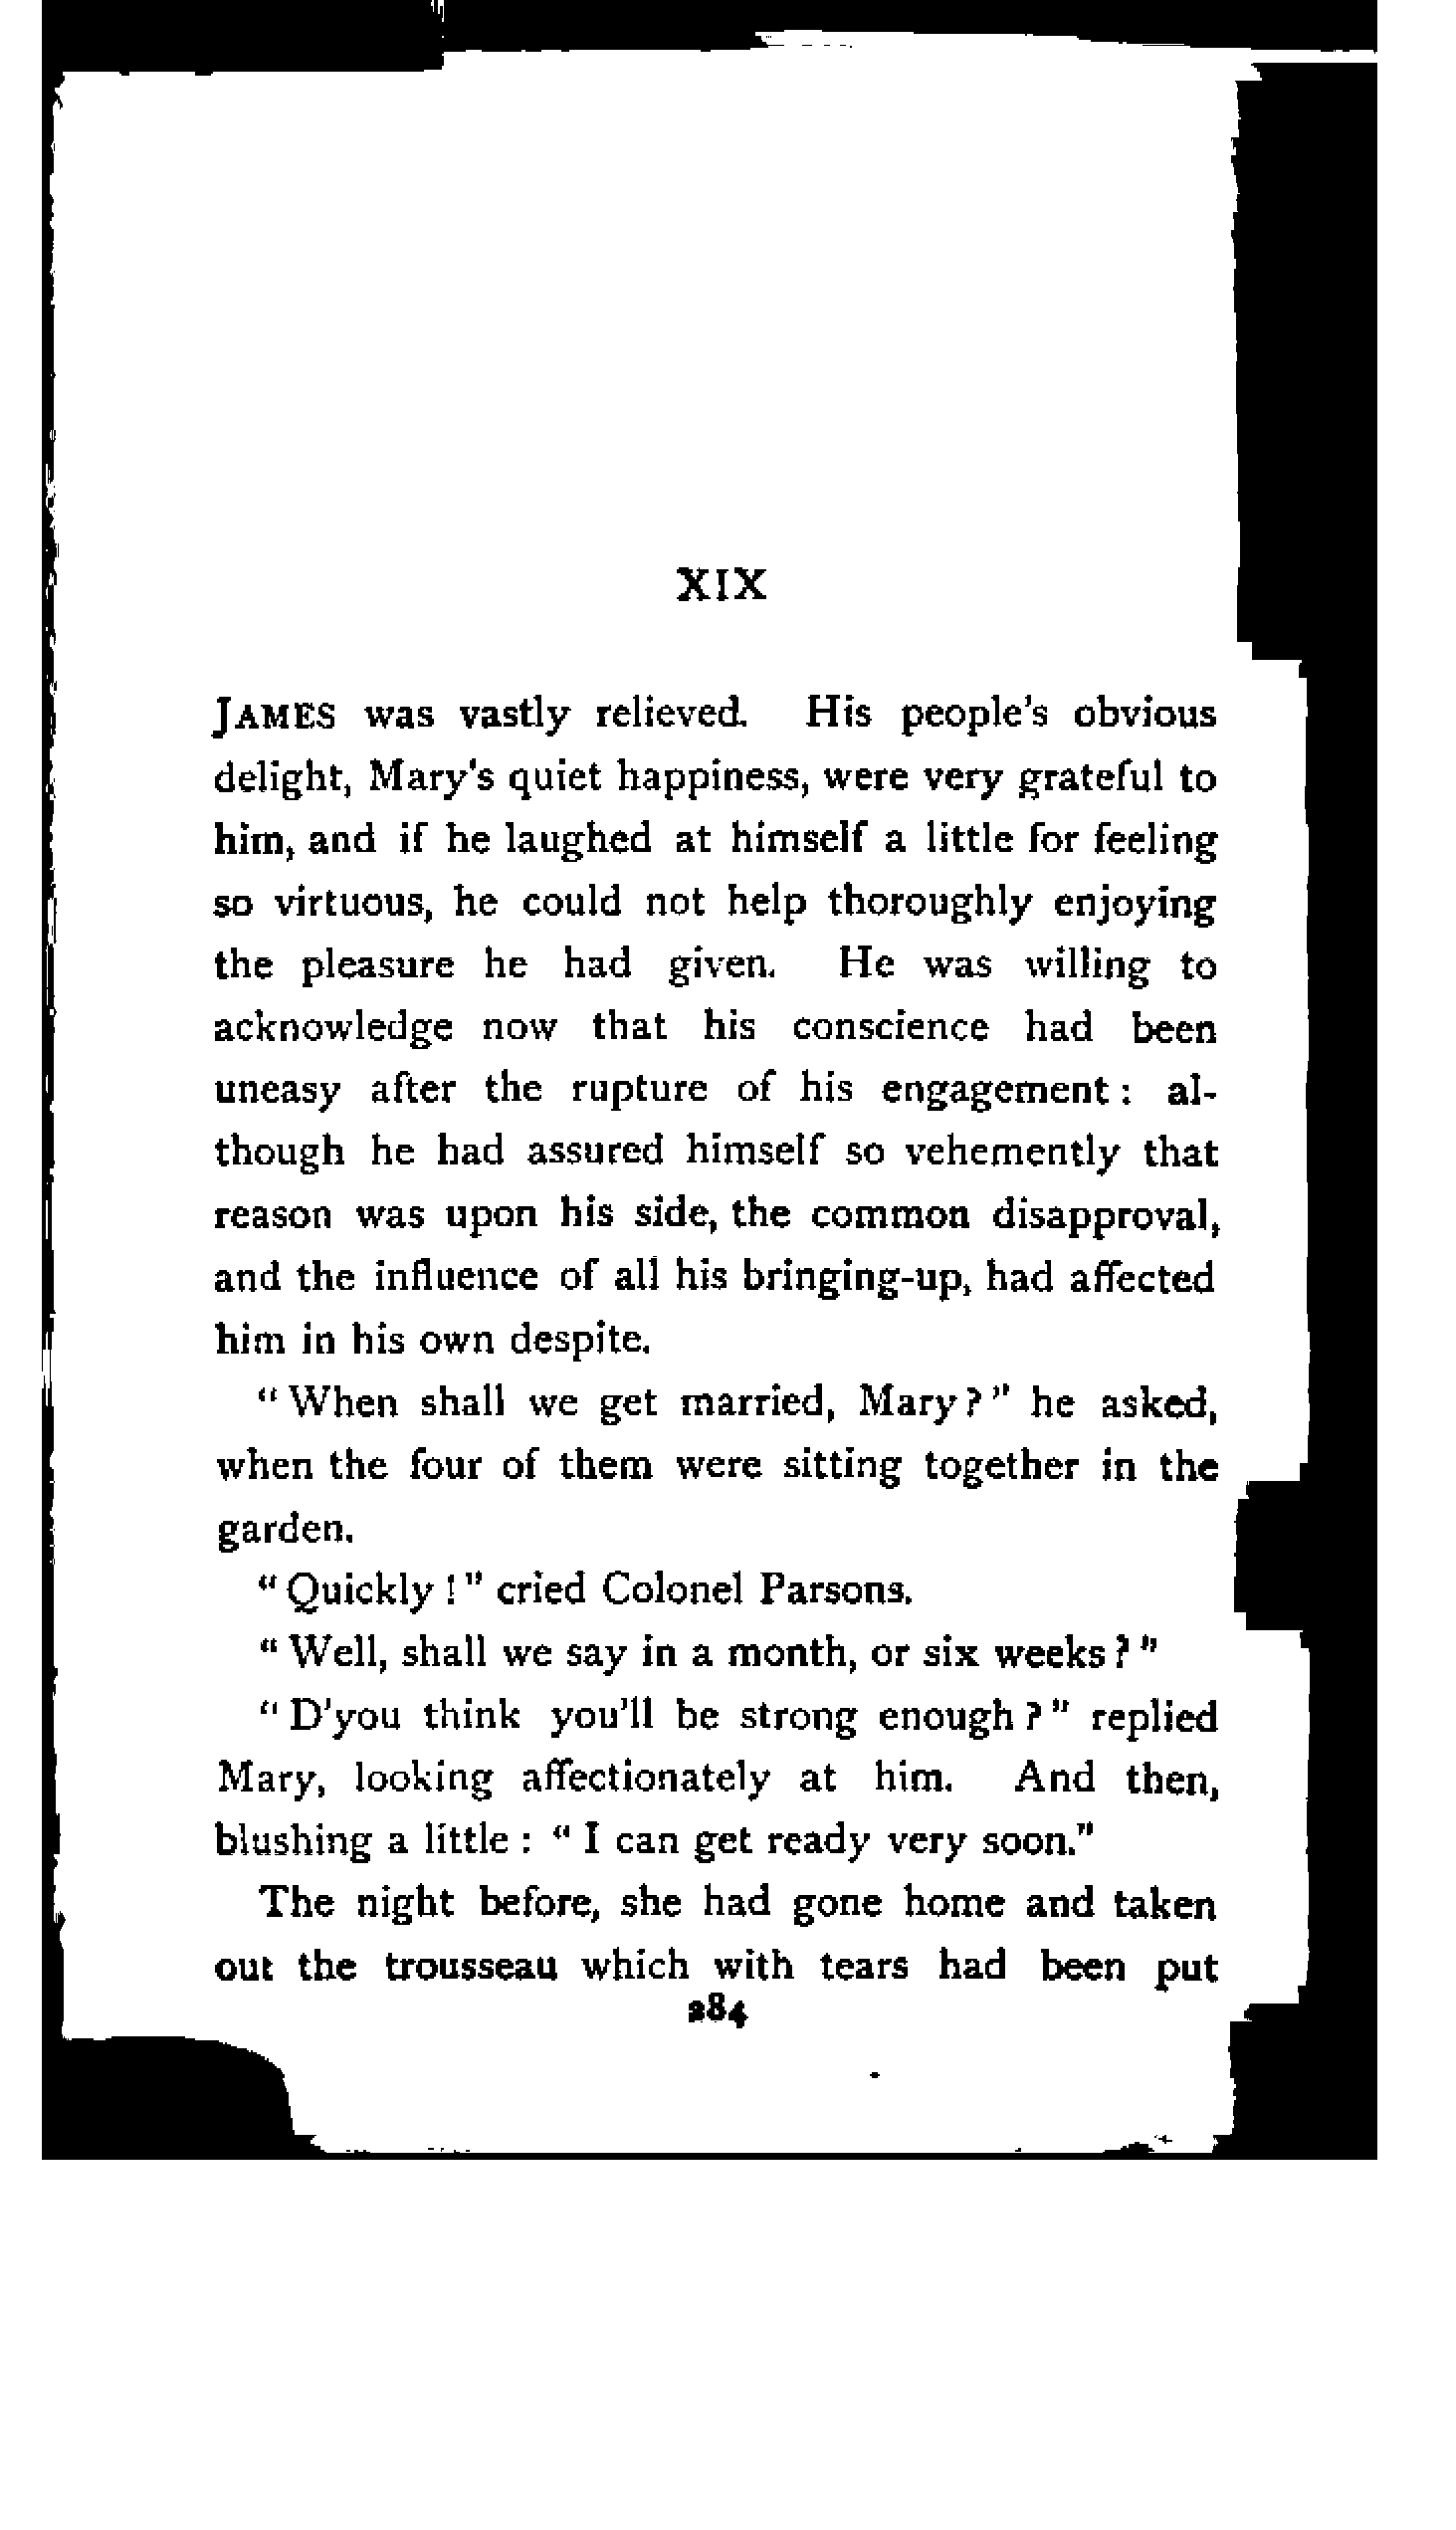 XIX
JAMES was vastly relieved. His people's obvious
delight, Mary's quiet happiness, were very grateful to
him, and if he laughed at himself a little for feeling
so virtuous, he could not help thoroughly enjoying
the pleasure he had given. He was willing to
acknowledge now that his conscience had been
uneasy after the rupture of his engagement: al-
though he had assured himself so vehemently that
reason was upon his side, the common disapproval,
and the influence of all his bringing-up, had affected
him in his own despite.
"When shall we get married, Mary?" he asked,
when the four of them were sitting together in the
garden.
"Quickly!" cried Colonel Parsons.
"Well, shall we say in a month, or six weeks?"
"D'you think you'll be strong enough?" replied
Mary, looking affectionately at him. And then,
blushing a little: "I can get ready very soon."
The night before, she had gone home and taken
out the trousseau which with tears had been put
284